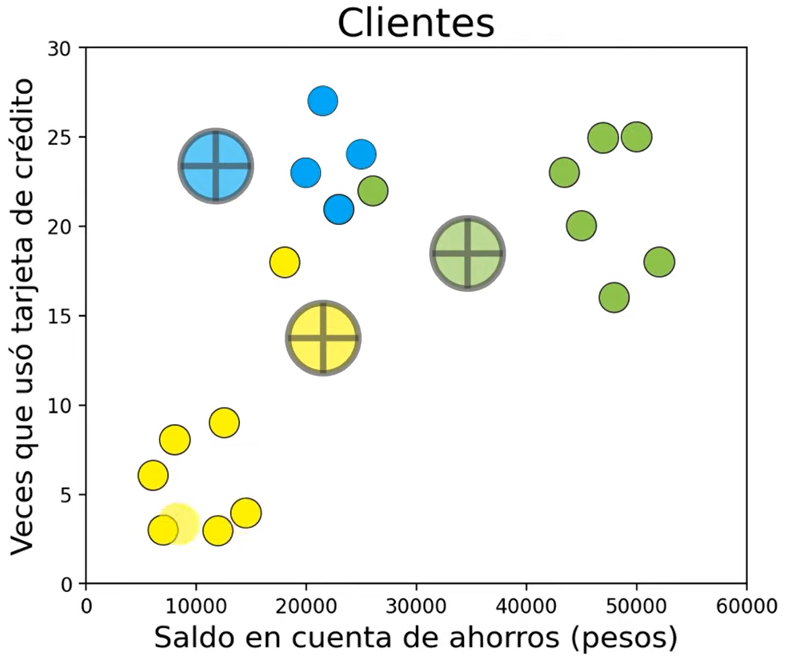 Clientes
Veces que usó tarjeta de crédito
30
25
20
15
10
5
0
0 10000 20000 30000 40000 50000 60000
Saldo en cuenta de ahorros (pesos)